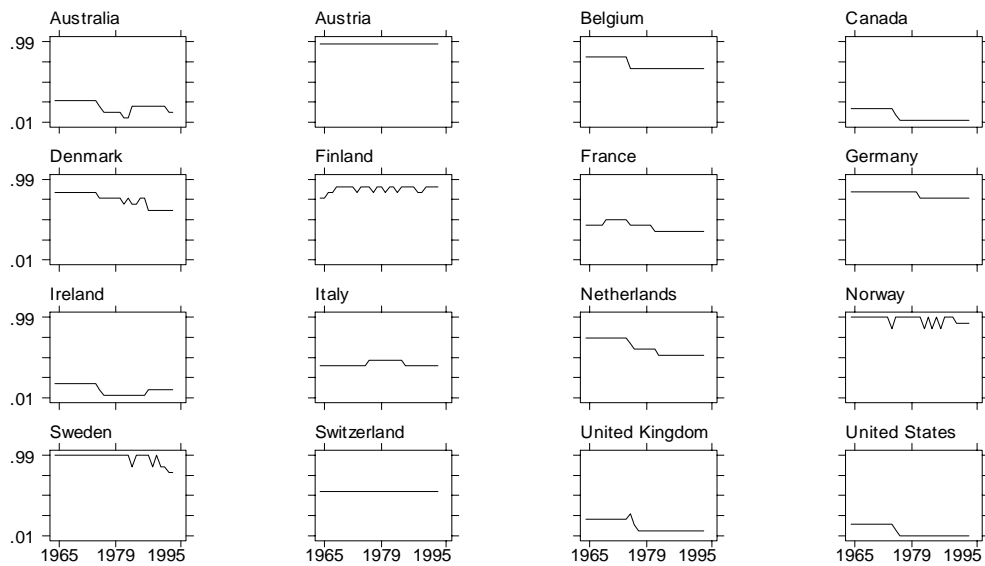 Australia Austria Belgium Canada
.99
.01
Denmark Finland France Germany
.99
.01
Ireland Italy Netherlands Norway
.99
.01
Sweden Switzerland United Kingdom United States
.99
.01
1965 1979 1995 1965 1979 1995 1965 1979 1995 1965 1979 1995